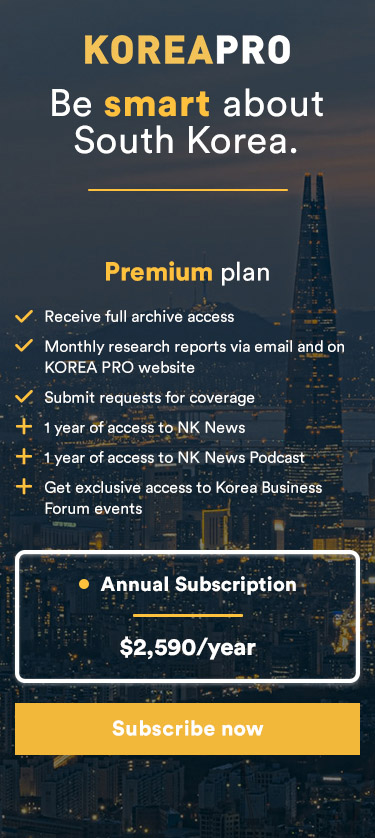 KOREAPRO
Be smart about
South Korea.
Premium plan
Receive full archive access
Monthly research reports via email and on
KOREA PRO website
Submit requests for coverage
1 year of access to NK News
1 year of access to NK News Podcast
Get exclusive access to Korea Business
Forum events
Annual Subscription
$2,590/year
Subscribe now